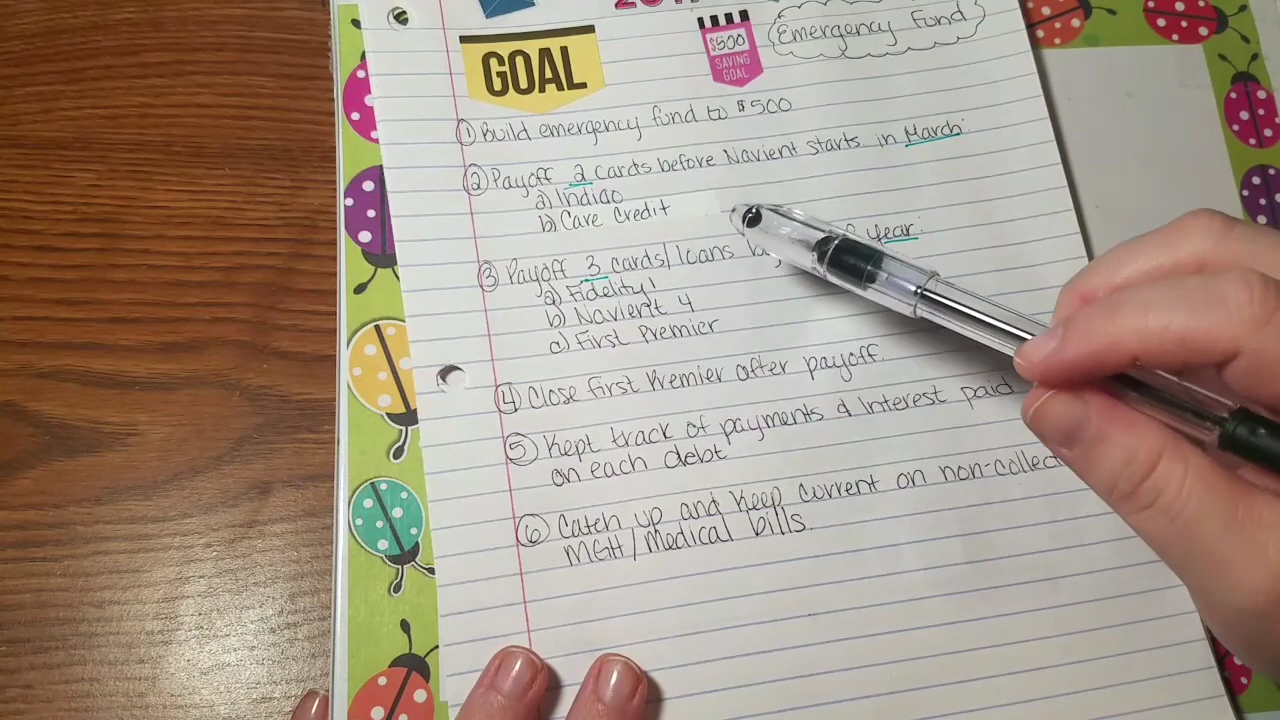 $500
SAVING
GOAL
Emergency Fund
GOAL
① Build emergency fund to $500
② Payoff 2 cards before Navient starts in March:
a) Indigo
b) Care Credit
③ Payoff 3 cards/loans year:
a) Fidelity 1
b) Navient 4
c) First Premier
④ Close First Premier after payoff.
⑤ Kept track of payments & Interest paid
on each debt
⑥ Catch up and Keep current on non-collec
MGH/Medical bills.